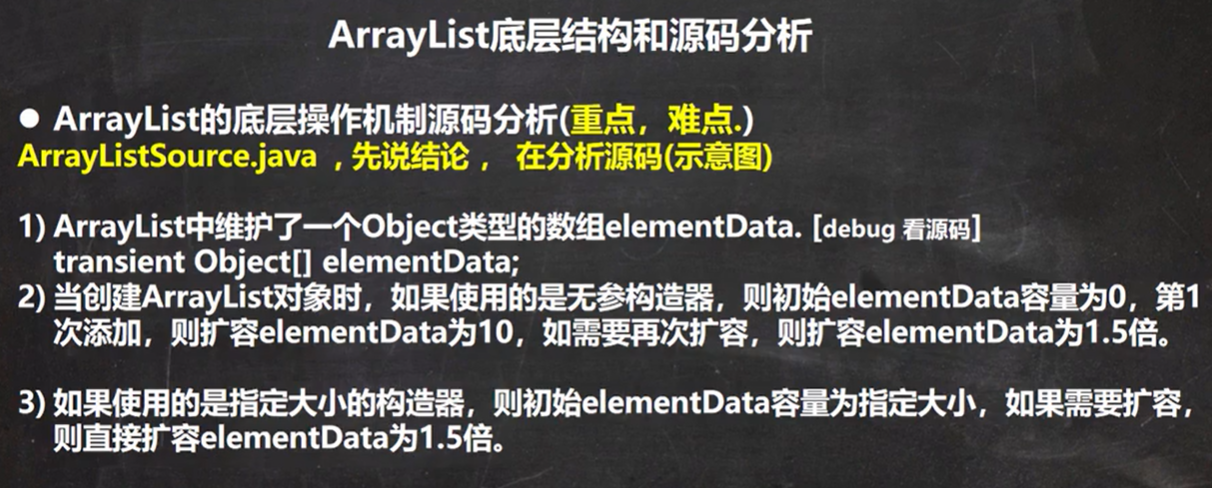 ArrayList底层结构和源码分析
● ArrayList的底层操作机制源码分析(重点，难点.)
ArrayListSource.java ，先说结论， 在分析源码(示意图)
1) ArrayList中维护了一个Object类型的数组elementData. [debug 看源码]
transient Object[] elementData;
2) 当创建ArrayList对象时，如果使用的是无参构造器，则初始elementData容量为0，第1
次添加，则扩容elementData为10，如需要再次扩容，则扩容elementData为1.5倍。
3) 如果使用的是指定大小的构造器，则初始elementData容量为指定大小，如果需要扩容，
则直接扩容elementData为1.5倍。